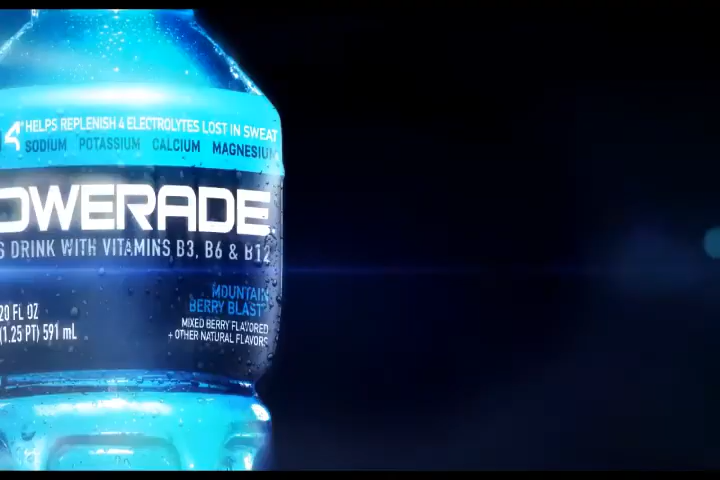 4 HELPS REPLENISH 4 ELECTROLYTES LOST IN SWEAT
SODIUM POTASSIUM CALCIUM MAGNESIUM
OWERADE
S DRINK WITH VITAMINS B3, B6 & B12
MOUNTAIN
BERRY BLAST
20 FL OZ
(1.25 PT) 591 mL
MIXED BERRY FLAVORED
+ OTHER NATURAL FLAVORS